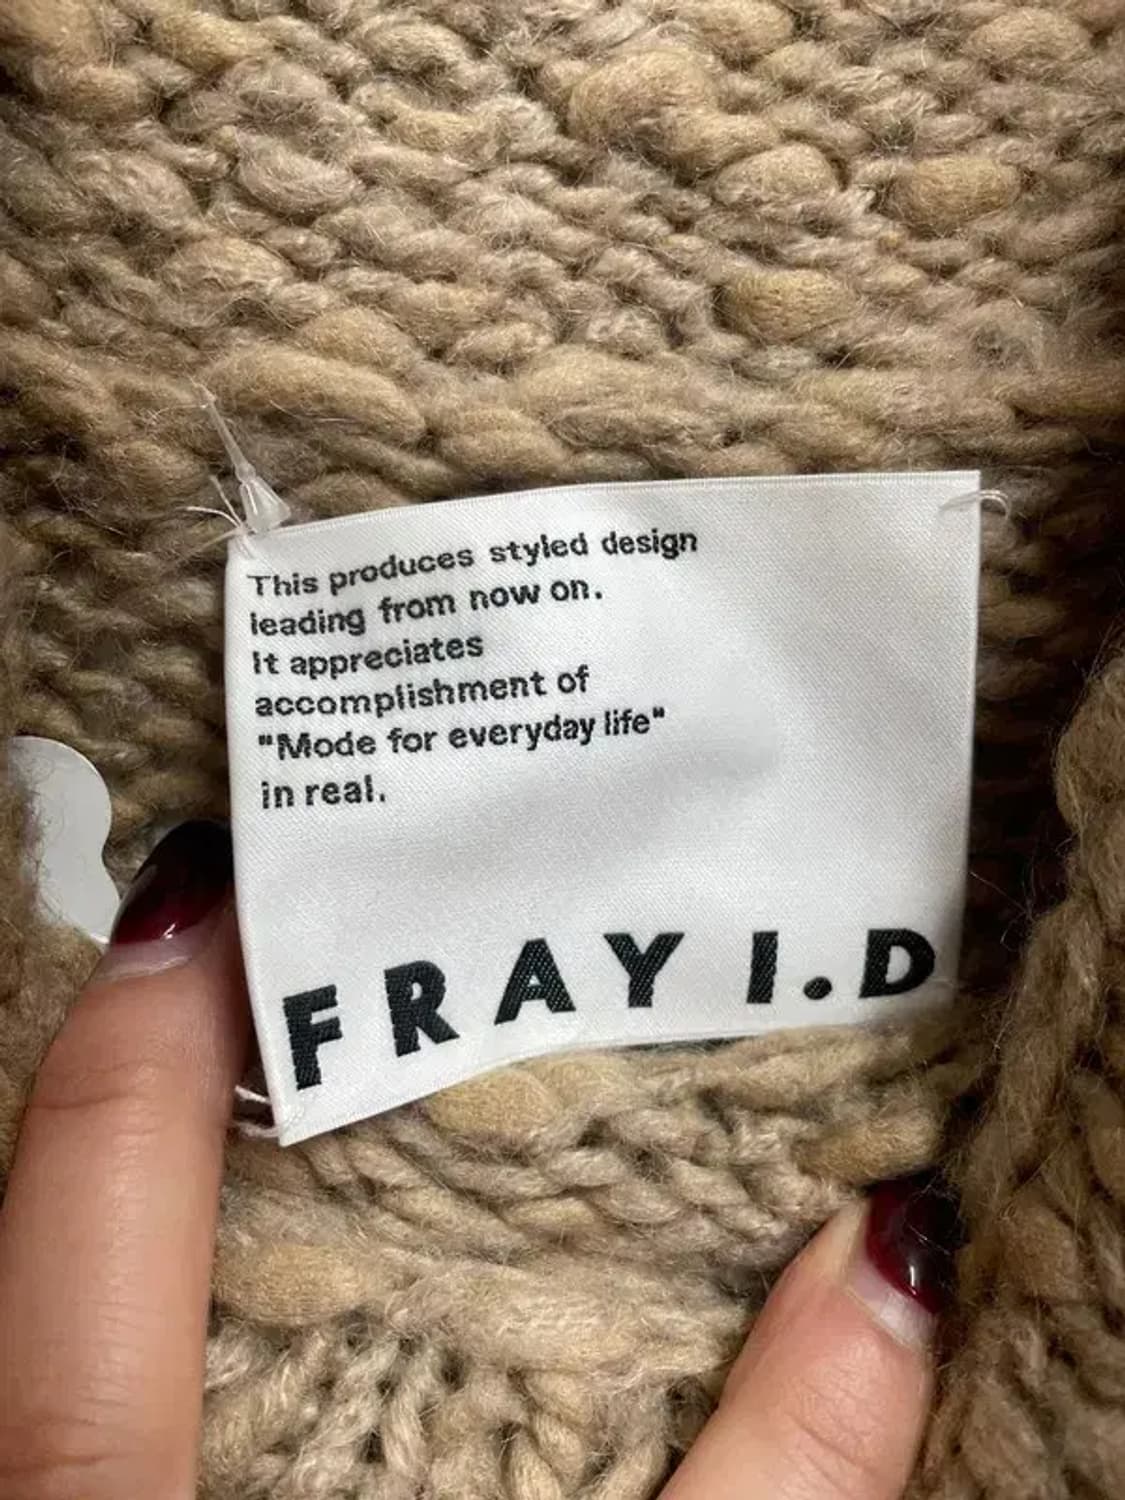 This produces styled design
leading from now on.
It appreciates
accomplishment of
"Mode for everyday life"
in real.
FRAY I.D